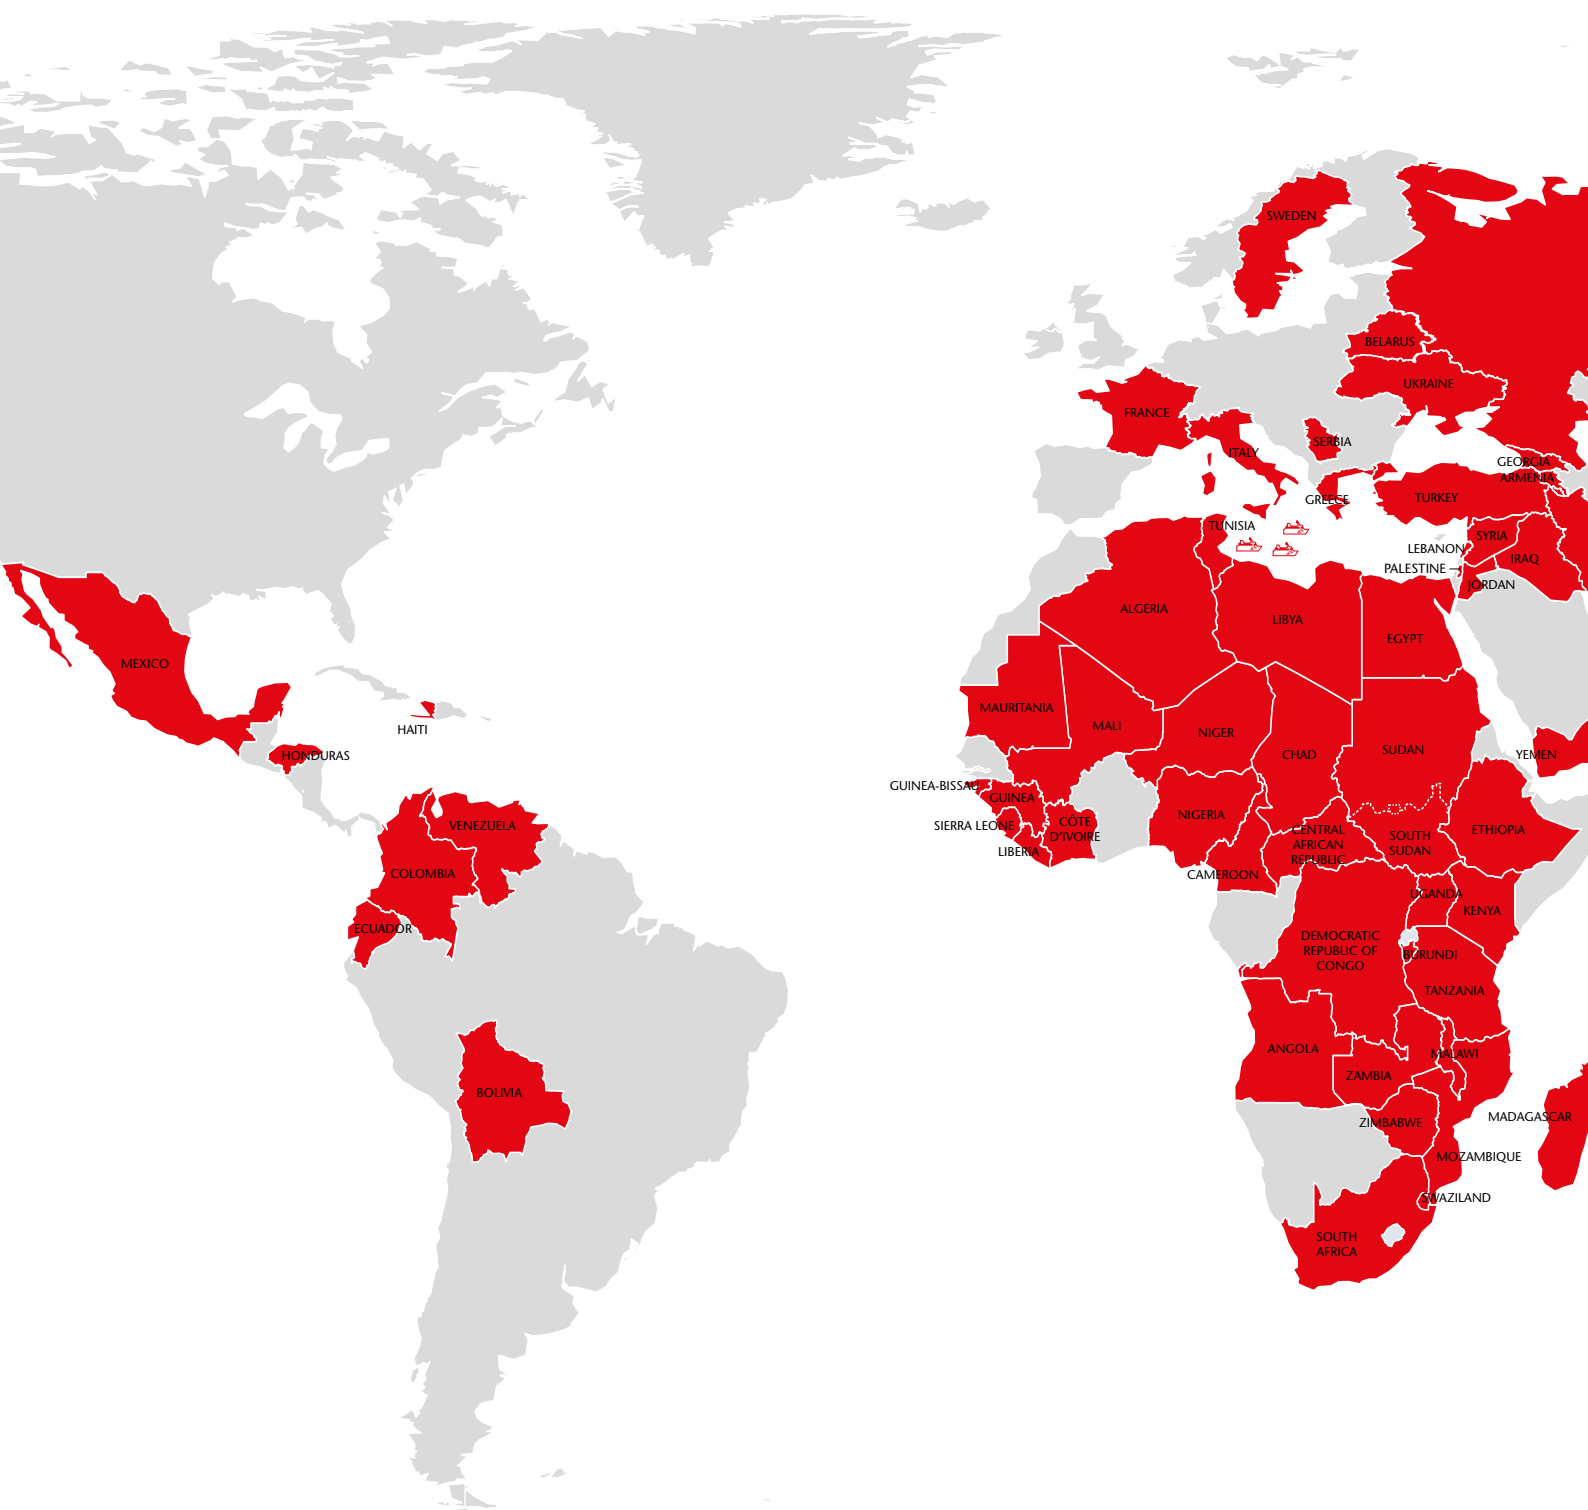 SWEDEN
BELARUS
UKRAINE
FRANCE
SERBIA
ITALY
GEORGIA
ARMENIA
GREECE
TURKEY
TUNISIA
SYRIA
LEBANON
IRAQ
PALESTINE
JORDAN
ALGERIA
LIBYA
EGYPT
MEXICO
MAURITANIA
HAITI
MALI
NIGER
CHAD
SUDAN
YEMEN
HONDURAS
GUINEA-BISSAU
GUINEA
NIGERIA
VENEZUELA
SIERRA LEONE
CÔTE
D'IVOIRE
CENTRAL
AFRICAN
REPUBLIC
SOUTH
SUDAN
ETHIOPIA
LIBERIA
COLOMBIA
CAMEROON
UGANDA
KENYA
ECUADOR
DEMOCRATIC
REPUBLIC OF
CONGO
BURUNDI
TANZANIA
ANGOLA
MALAWI
ZAMBIA
BOLIVIA
ZIMBABWE
MADAGASCAR
MOZAMBIQUE
SWAZILAND
SOUTH
AFRICA